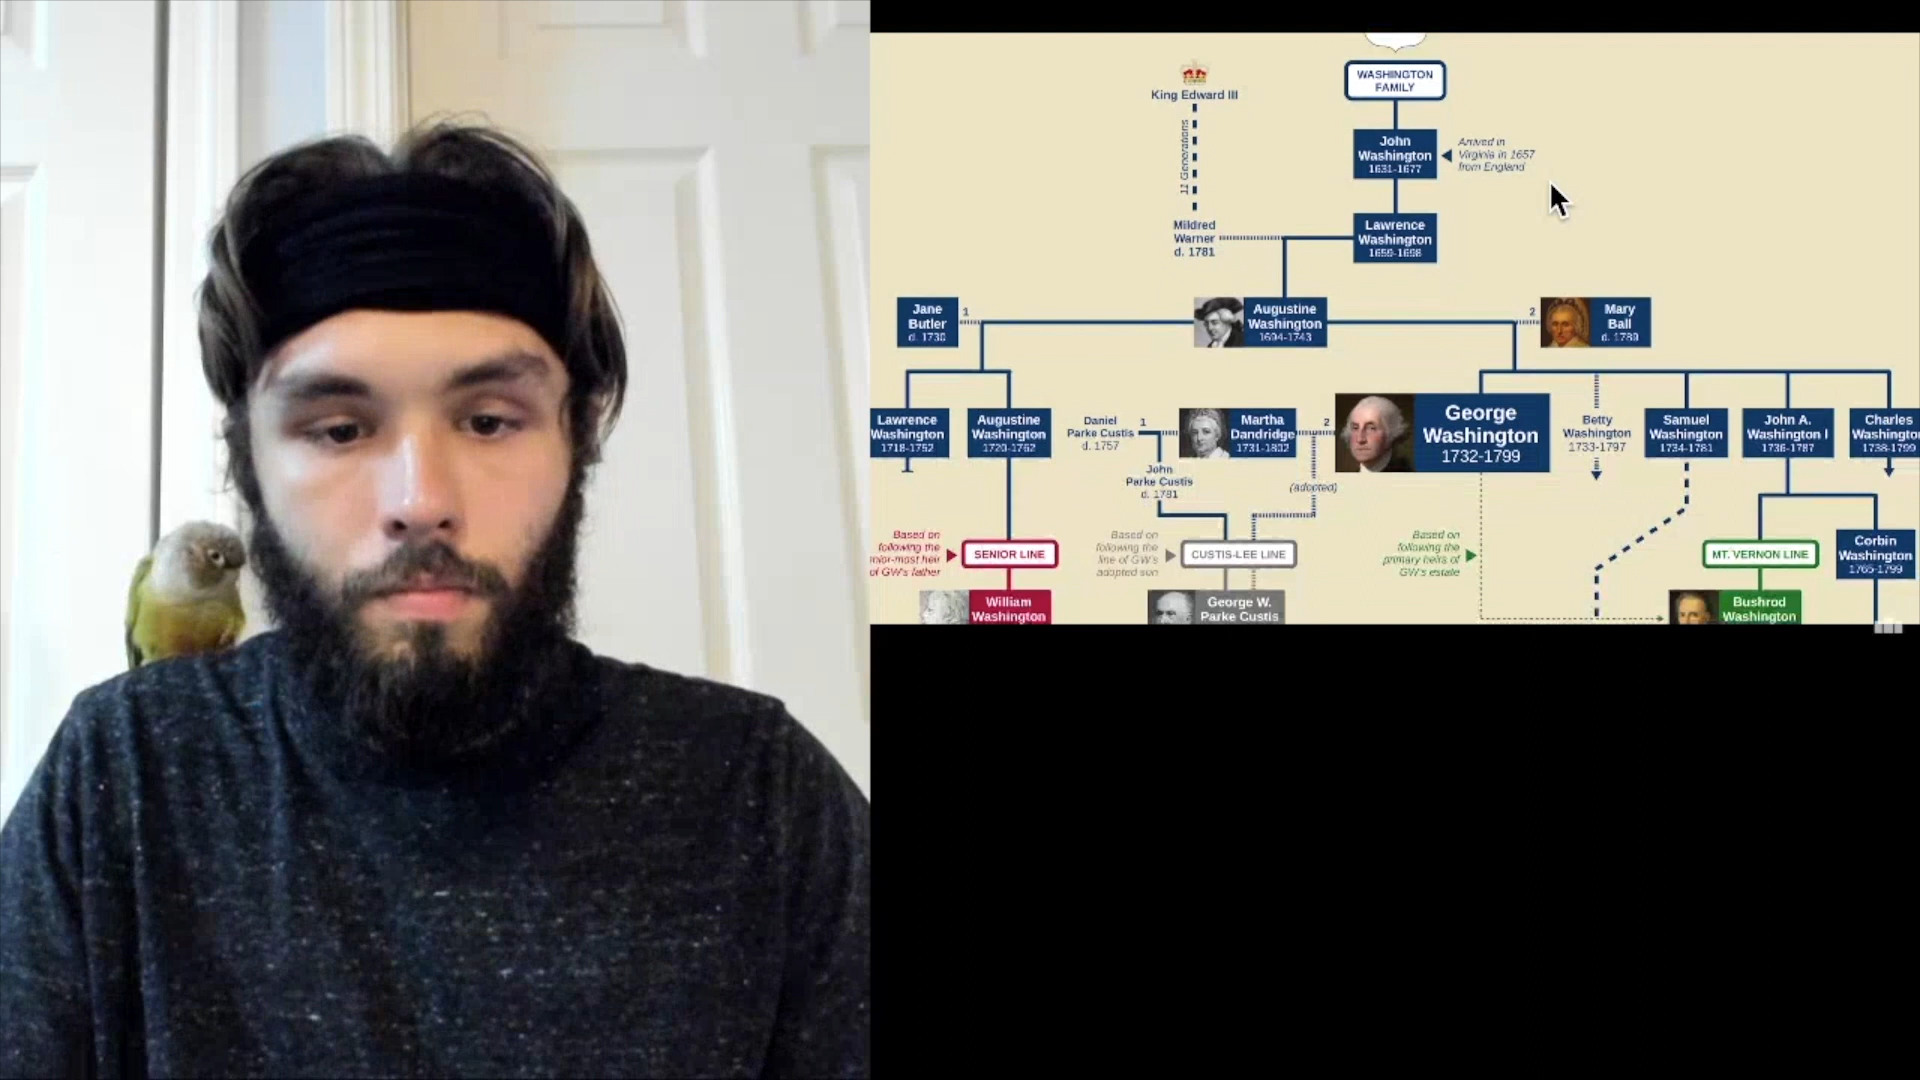 WASHINGTON
FAMILY
King Edward III
11 Generations
John
Washington
1631-1677
Arrived in
Virginia in 1657
from England
Mildred
Warner
d. 1781
Lawrence
Washington
1659-1698
Jane
Butler
d. 1730
1
Augustine
Washington
1694-1743
2
Mary
Ball
d. 1789
Lawrence
Washington
1718-1752
Augustine
Washington
1720-1762
Daniel
Parke Custis
d. 1757
1
Martha
Dandridge
1731-1802
2
George
Washington
1732-1799
Betty
Washington
1733-1797
Samuel
Washington
1734-1781
John A.
Washington I
1736-1787
Charles
Washington
1738-1799
John
Parke Custis
d. 1781
(adopted)
Based on
following the
nior-most heir
of GW's father
SENIOR LINE
Based on
following the
line of GW's
adopted son
CUSTIS-LEE LINE
Based on
following the
primary heirs of
GW's estate
MT. VERNON LINE
Corbin
Washington
1765-1799
William
Washington
George W.
Parke Custis
Bushrod
Washington